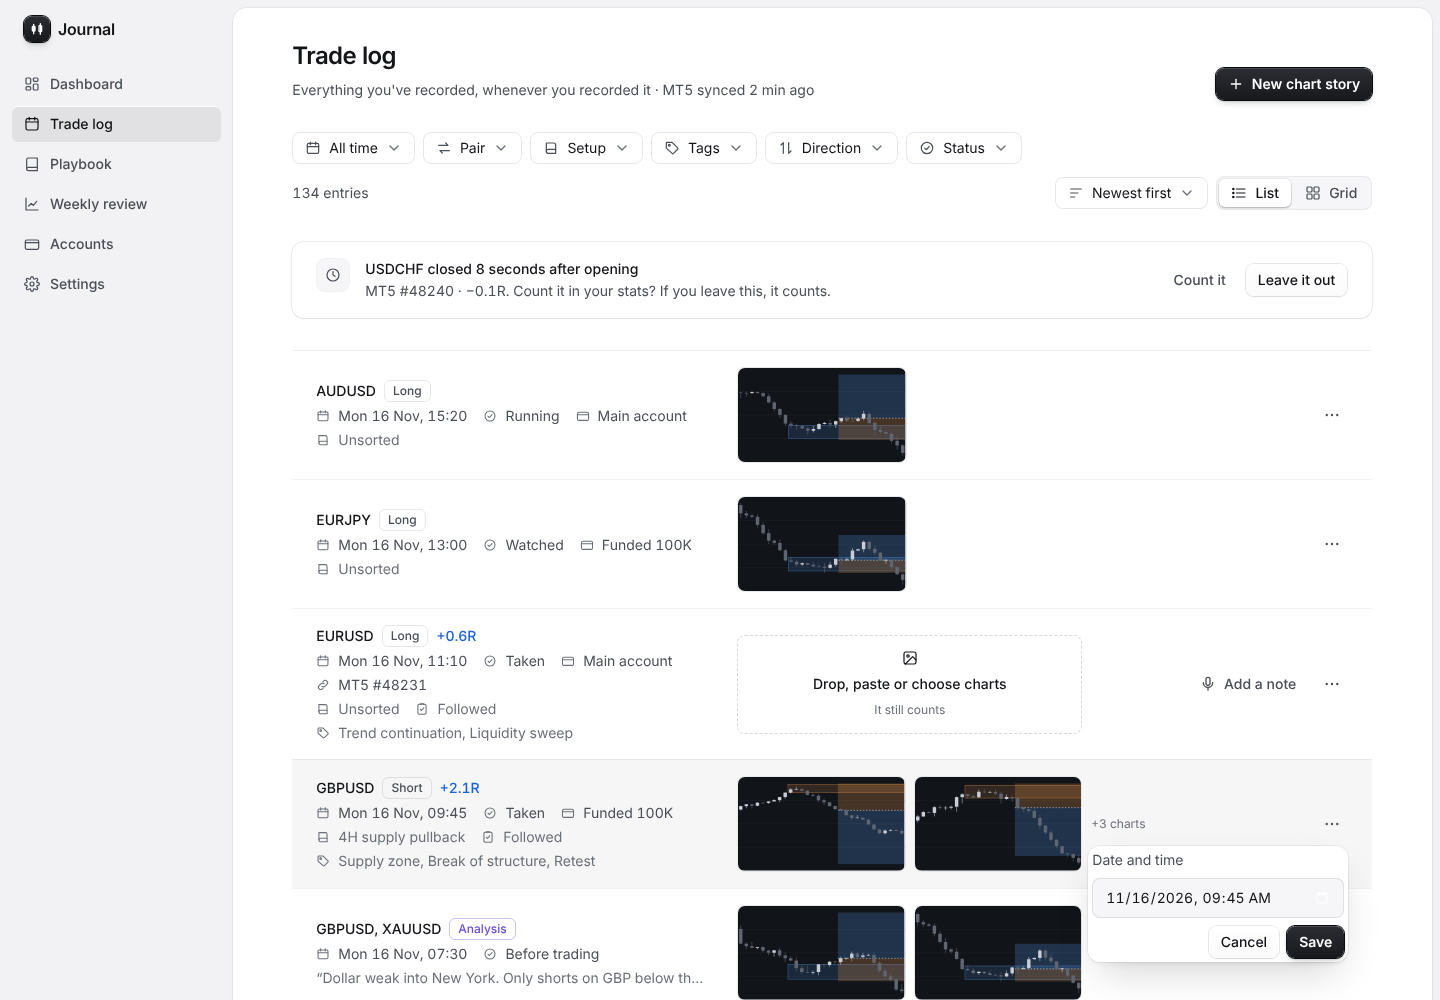 Journal
Dashboard
Trade log
Playbook
Weekly review
Accounts
Settings
Trade log
Everything you've recorded, whenever you recorded it · MT5 synced 2 min ago
New chart story
All time
Pair
Setup
Tags
Direction
Status
134 entries
Newest first
List
Grid
USDCHF closed 8 seconds after opening
MT5 #48240 · −0.1R. Count it in your stats? If you leave this, it counts.
Count it
Leave it out
AUDUSD Long
Mon 16 Nov, 15:20 Running Main account
Unsorted
EURJPY Long
Mon 16 Nov, 13:00 Watched Funded 100K
Unsorted
EURUSD Long +0.6R
Mon 16 Nov, 11:10 Taken Main account
MT5 #48231
Unsorted Followed
Trend continuation, Liquidity sweep
Drop, paste or choose charts
It still counts
Add a note
GBPUSD Short +2.1R
Mon 16 Nov, 09:45 Taken Funded 100K
4H supply pullback Followed
Supply zone, Break of structure, Retest
+3 charts
Date and time
11/16/2026, 09:45 AM
Cancel
Save
GBPUSD, XAUUSD Analysis
Mon 16 Nov, 07:30 Before trading
“Dollar weak into New York. Only shorts on GBP below th...